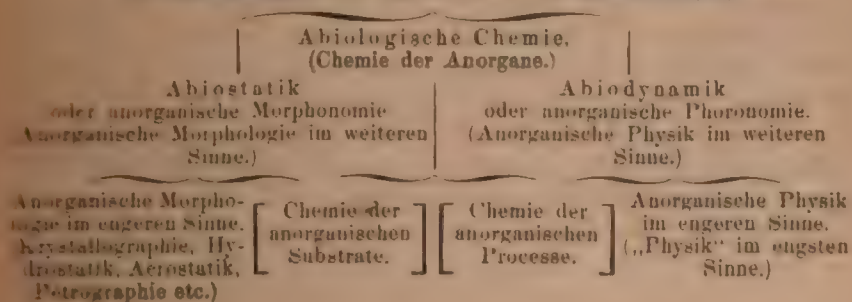 Abiologische Chemie.
(Chemie der Anorgane.)
Abiostatik
oder anorganische Morphonomie
Anorganische Morphologie im weiteren
Sinne.)
Abiodynamik
oder anorganische Phoronomie.
(Anorganische Physik im weiteren
Sinne.)
Anorganische Morpho-
logie im engeren Sinne.
Krystallographie, Hy-
drostatik, Aerostatik,
Petrographie etc.)
Chemie der
anorganischen
Substrate.
Chemie der
anorganischen
Processe.
Anorganische Physik
im engeren Sinne.
(„Physik“ im engsten
Sinne.)